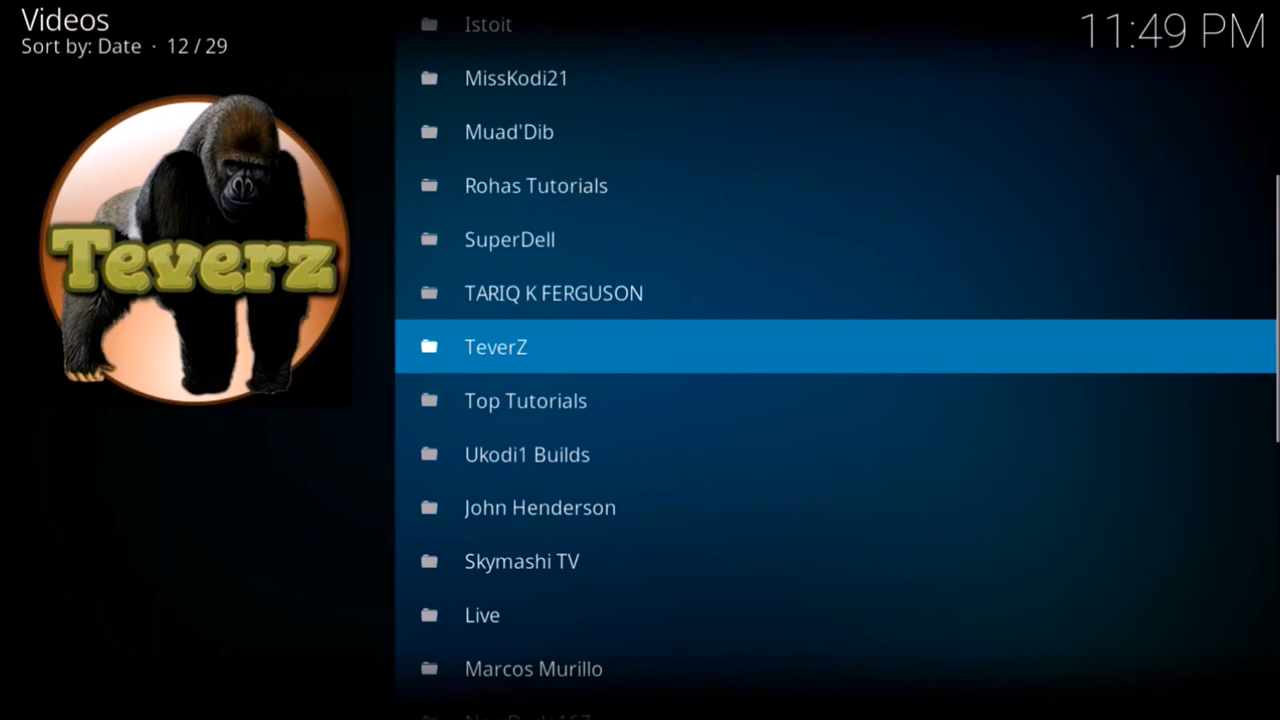 Videos
Sort by: Date · 12 / 29
11:49 PM
Teverz
Istoit
MissKodi21
Muad'Dib
Rohas Tutorials
SuperDell
TARIQ K FERGUSON
TeverZ
Top Tutorials
Ukodi1 Builds
John Henderson
Skymashi TV
Live
Marcos Murillo